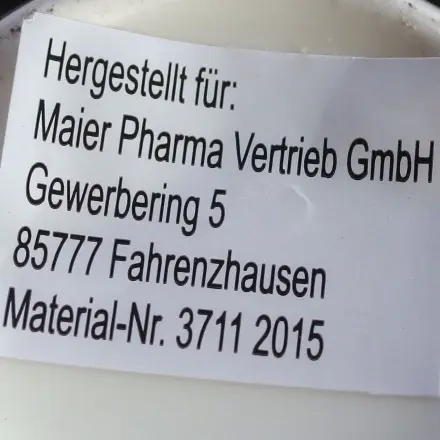 Hergestellt für:
Maier Pharma Vertrieb GmbH
Gewerbering 5
85777 Fahrenzhausen
Material-Nr. 3711 2015